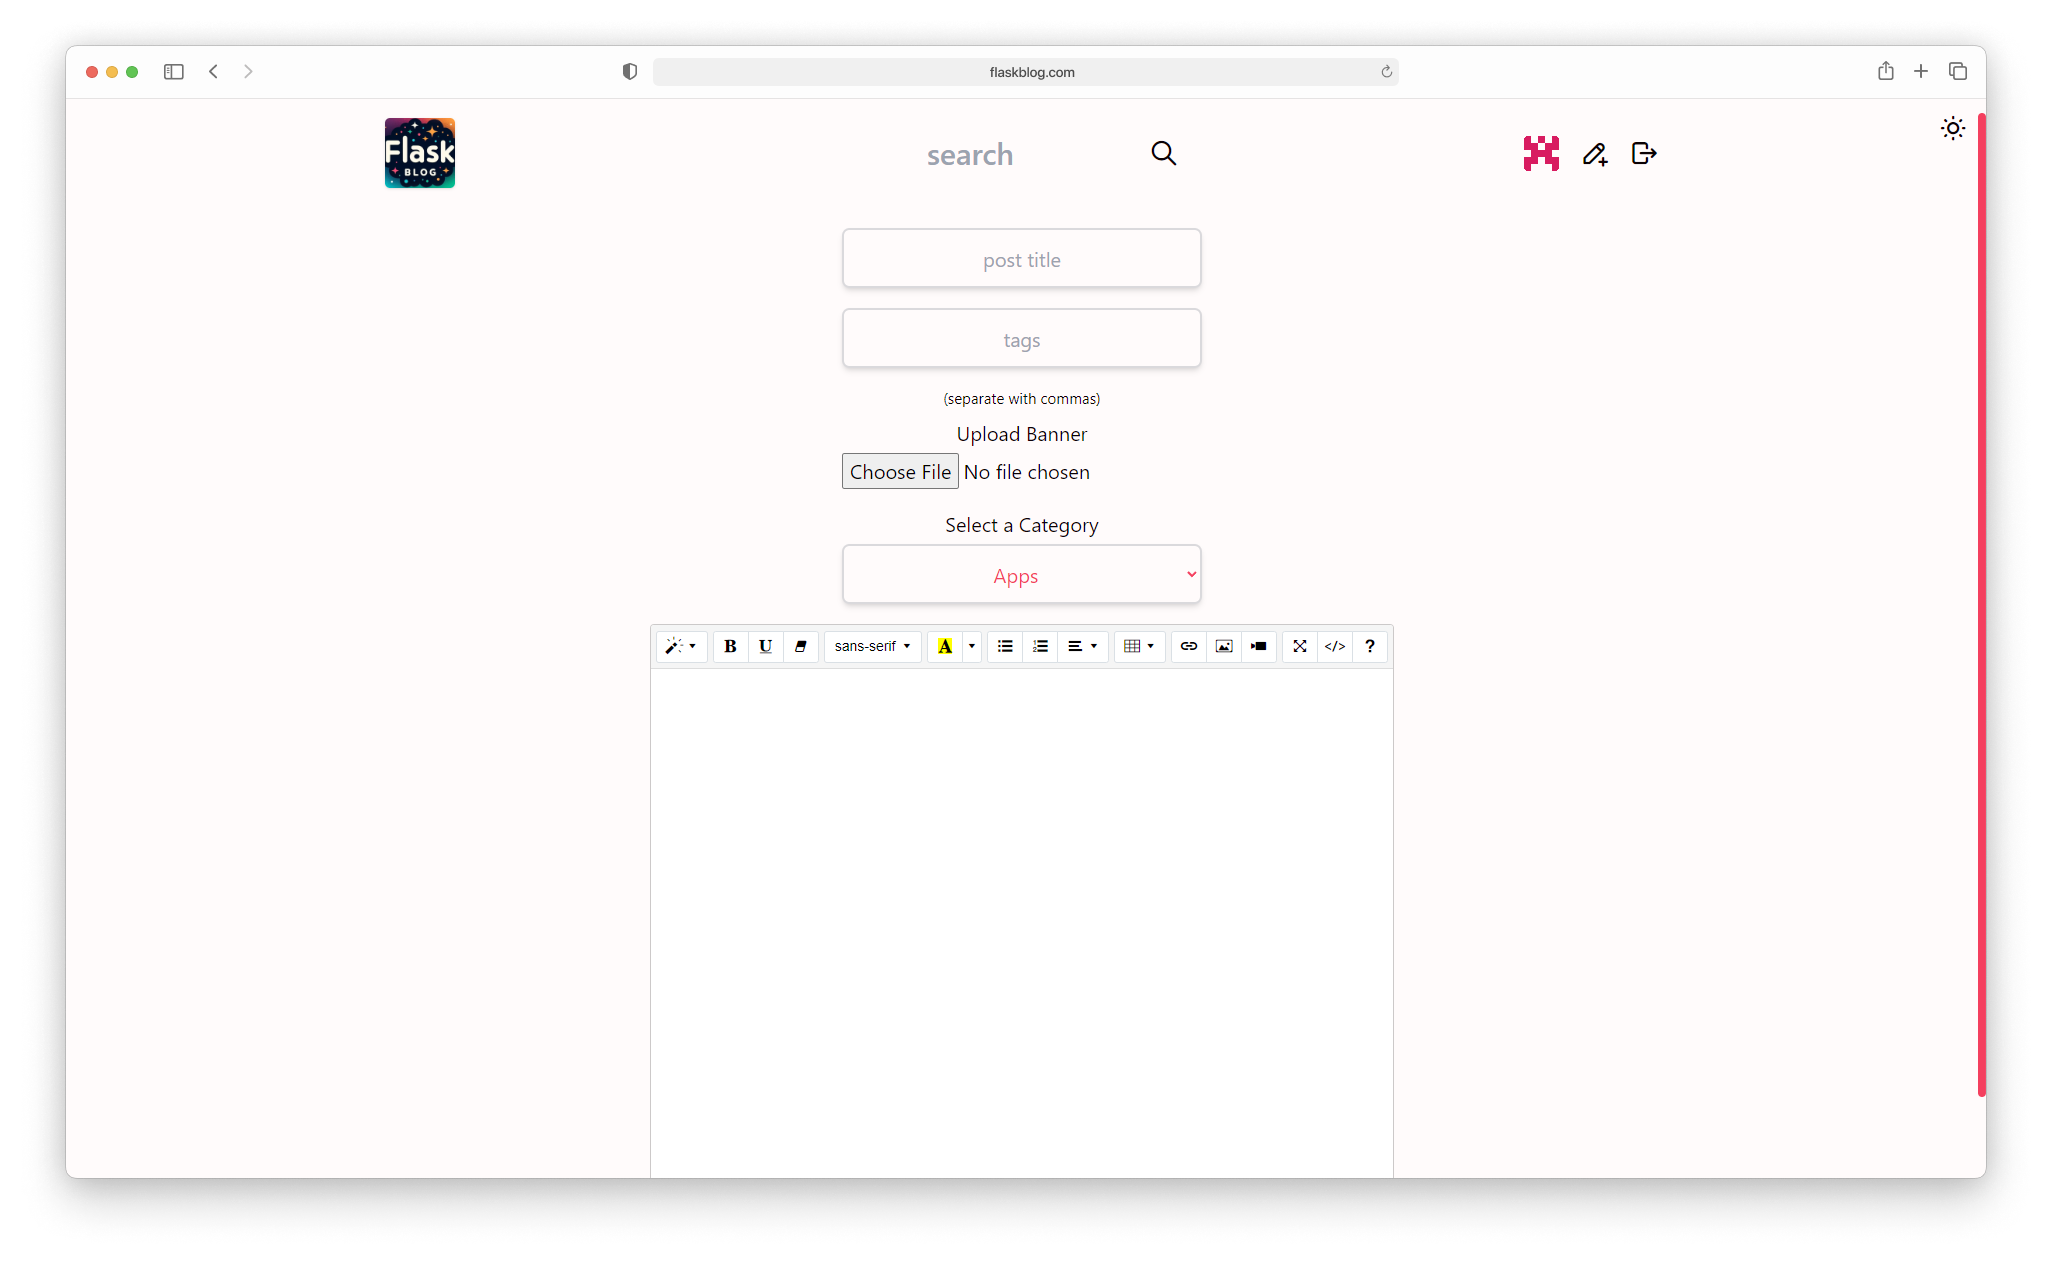 flaskblog.com
Flask
BLOG
search
post title
tags
(separate with commas)
Upload Banner
Choose File No file chosen
Select a Category
Apps
B U sans-serif A </> ?